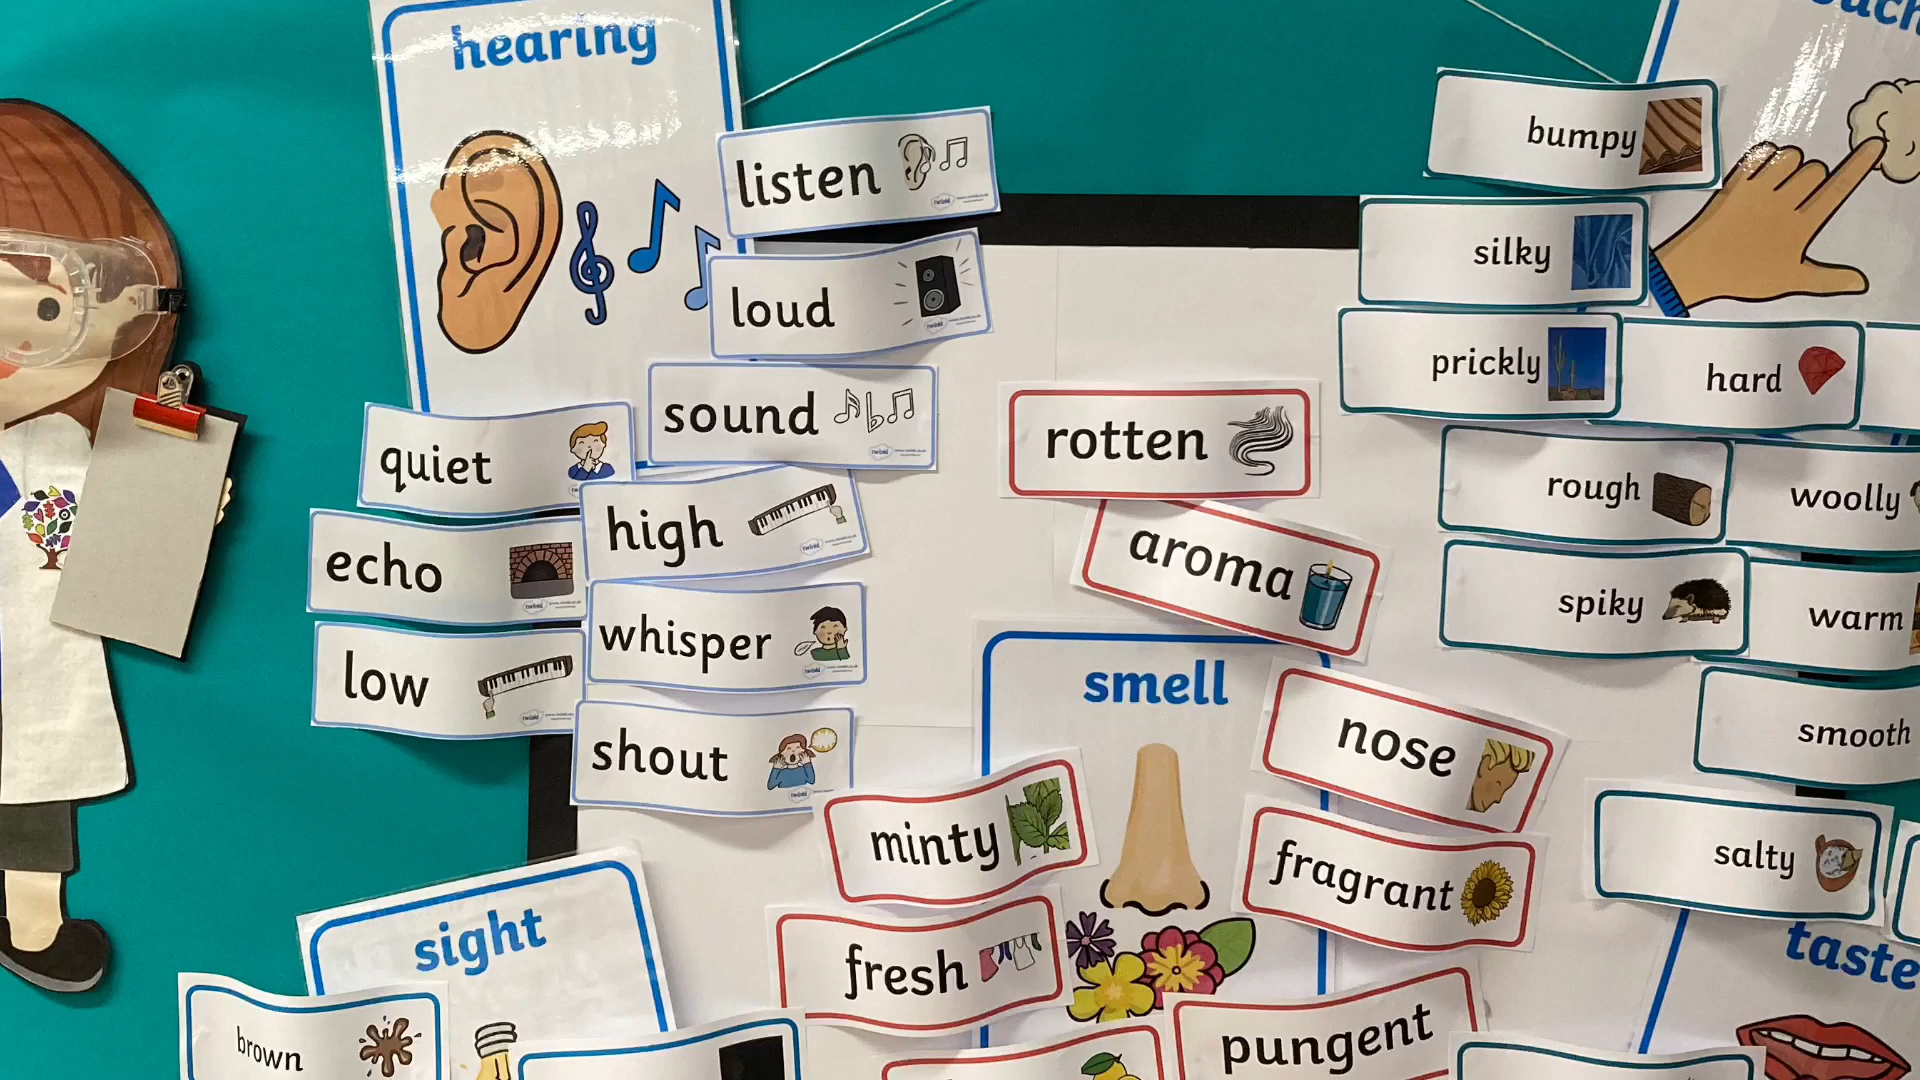 hearing
listen
loud
sound
quiet
high
echo
whisper
low
shout
bumpy
silky
prickly
hard
rough
woolly
spiky
warm
smooth
rotten
aroma
smell
nose
minty
fragrant
fresh
pungent
salty
taste
sight
brown